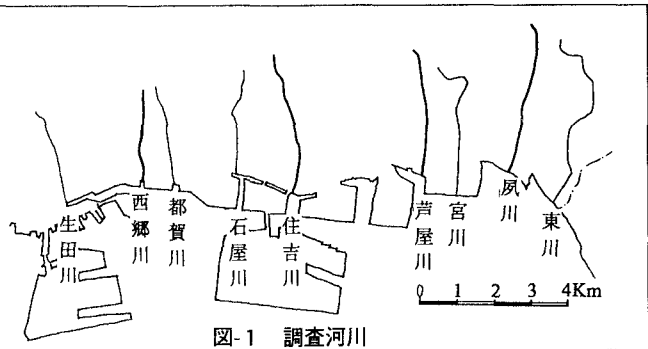 生田川
西郷川
都賀川
石屋川
住吉川
芦屋川
宮川
夙川
東川
0 1 2 3 4Km
図-1 調査河川